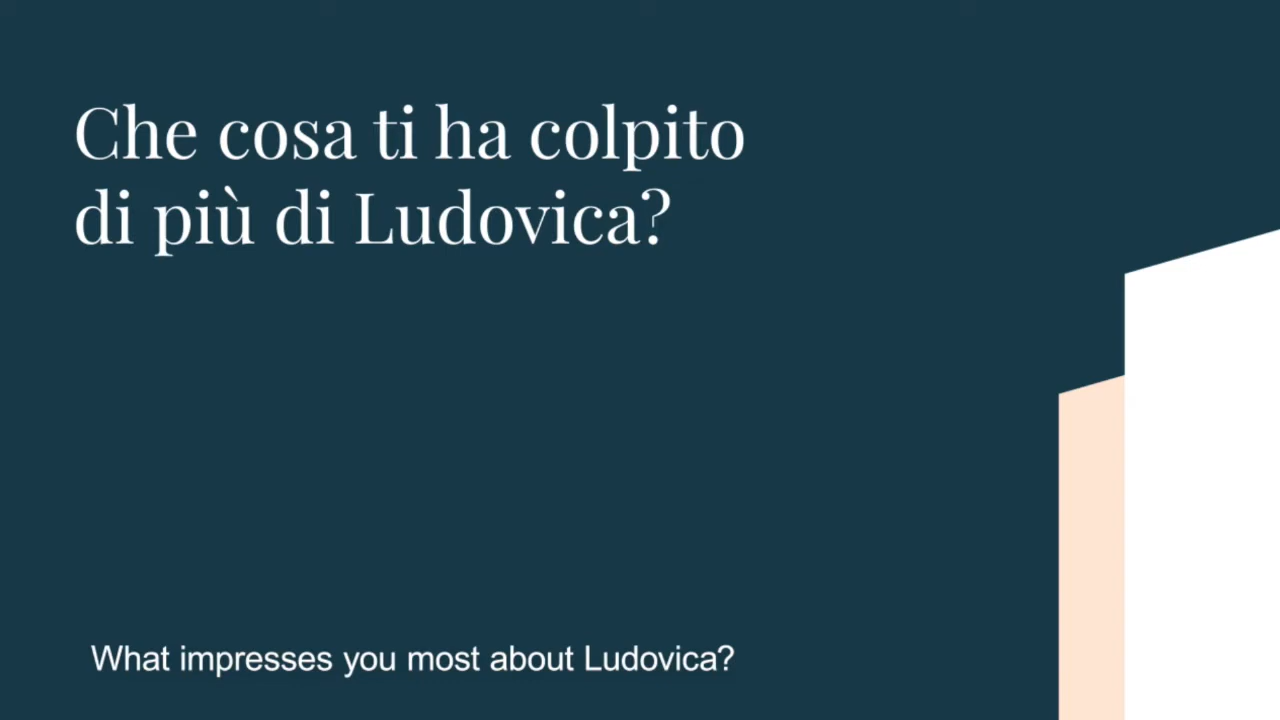 Che cosa ti ha colpito
di più di Ludovica?
What impresses you most about Ludovica?